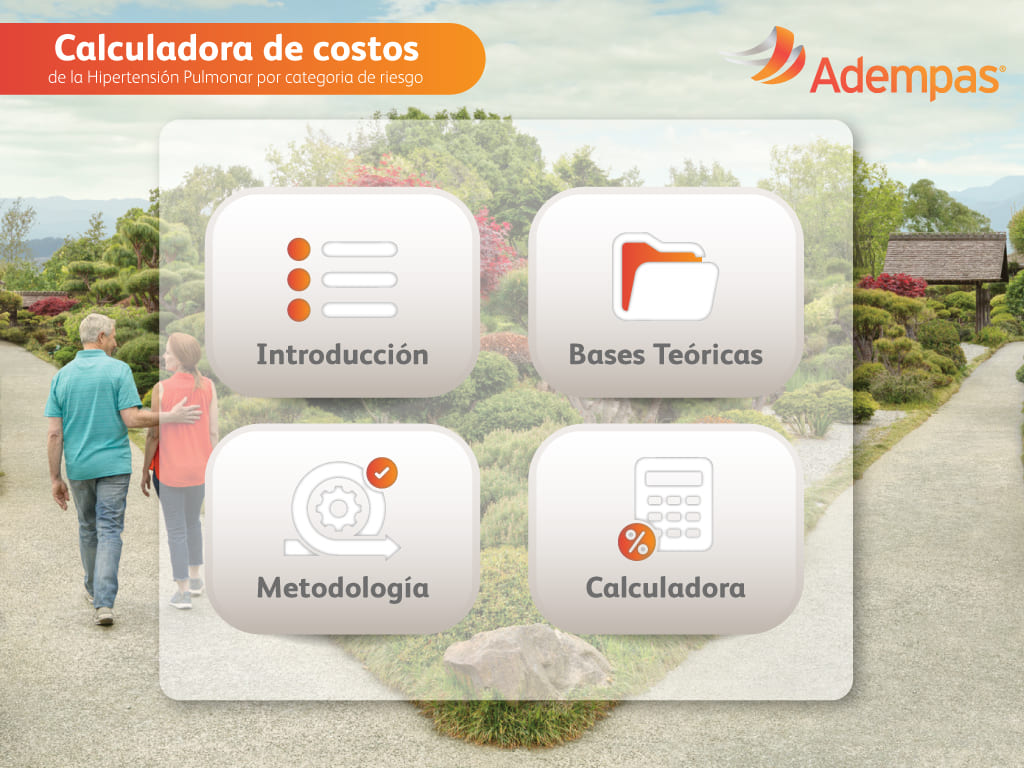 Calculadora de costos
de la Hipertensión Pulmonar por categoria de riesgo
Adempas®
Introducción
Bases Teóricas
Metodología
%
Calculadora